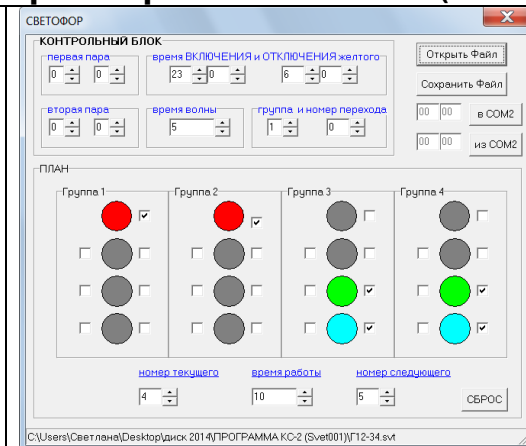 СВЕТОФОР
КОНТРОЛЬНЫЙ БЛОК
первая пара
время ВКЛЮЧЕНИЯ и ОТКЛЮЧЕНИЯ желтого
Открыть Файл
0 0 23 0 6 0
Сохранить Файл
вторая пара
время волны
группа и номер перехода
00 00 в COM2
0 0 5 1 0
00 00 из COM2
ПЛАН
Группа 1 Группа 2 Группа 3 Группа 4
номер текущего время работы номер следующего
4 10 5 СБРОС
C:\Users\Светлана\Desktop\диск 2014\ПРОГРАММА КС-2 (Svet001)\Г12-34.svt